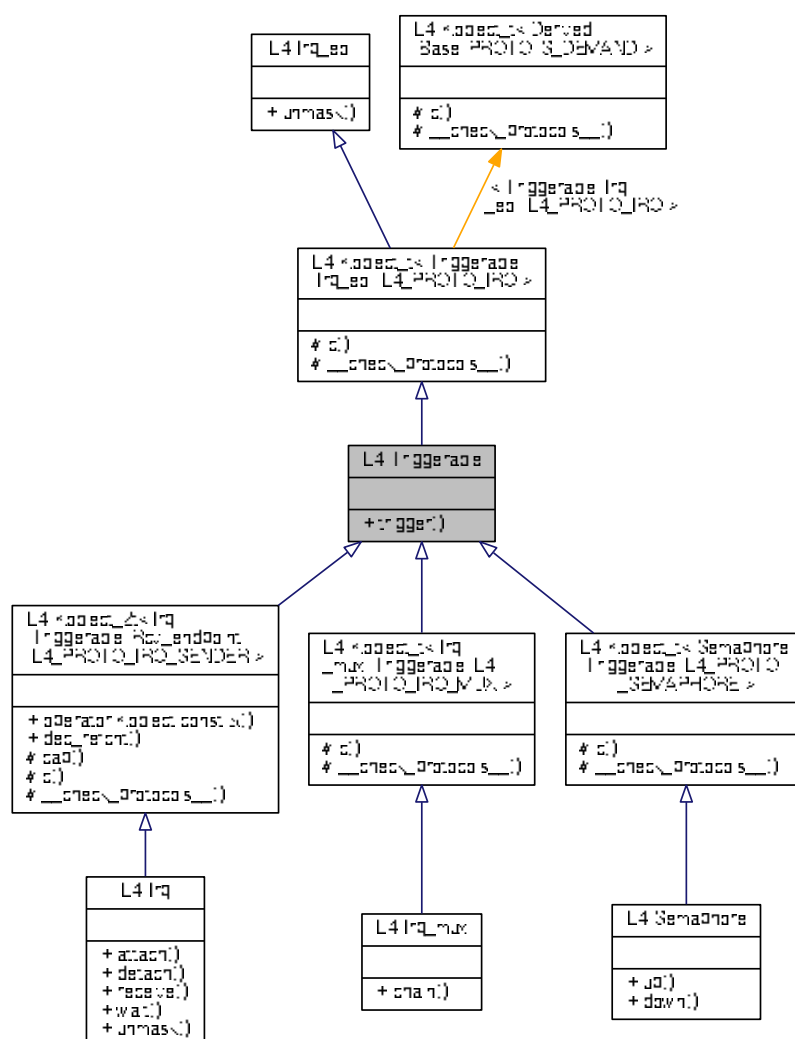 L4::Irq_eoi
+ unmask()
L4::Kobject_t< Derived,
Base, PROTO, S_DEMAND >
# c()
# __check_protocols__()
< Triggerable, Irq
_eoi, L4_PROTO_IRQ >
L4::Kobject_t< Triggerable,
Irq_eoi, L4_PROTO_IRQ >
# c()
# __check_protocols__()
L4::Triggerable
+ trigger()
L4::Kobject_2t< Irq,
Triggerable, Rcv_endpoint,
L4_PROTO_IRQ_SENDER >
+ operator Kobject const &()
+ dec_refcnt()
# cap()
# c()
# __check_protocols__()
L4::Kobject_t< Irq
_mux, Triggerable, L4
_PROTO_IRQ_MUX >
# c()
# __check_protocols__()
L4::Kobject_t< Semaphore,
Triggerable, L4_PROTO
_SEMAPHORE >
# c()
# __check_protocols__()
L4::Irq
+ attach()
+ detach()
+ receive()
+ wait()
+ unmask()
L4::Irq_mux
+ chain()
L4::Semaphore
+ up()
+ down()